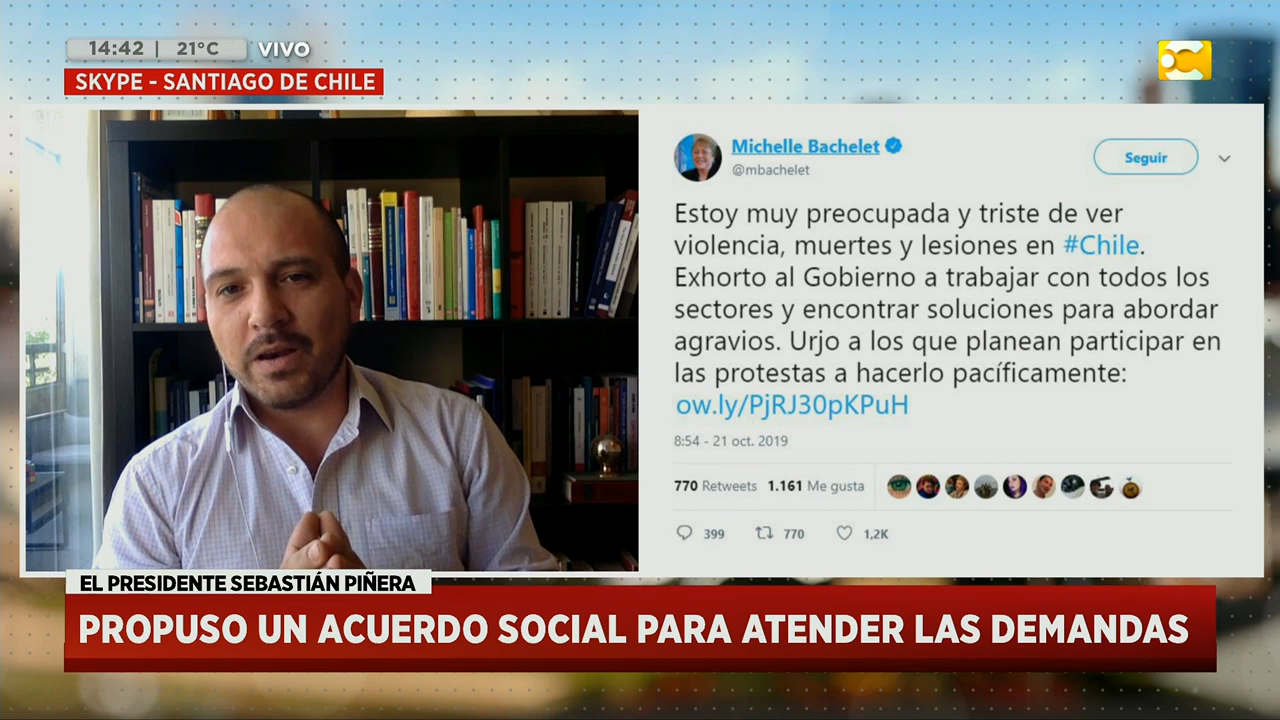 14:42 | 21°C VIVO
SKYPE - SANTIAGO DE CHILE
Michelle Bachelet
@mbachelet
Seguir
Estoy muy preocupada y triste de ver
violencia, muertes y lesiones en #Chile.
Exhorto al Gobierno a trabajar con todos los
sectores y encontrar soluciones para abordar
agravios. Urjo a los que planean participar en
las protestas a hacerlo pacíficamente:
ow.ly/PjRJ30pKPuH
8:54 - 21 oct. 2019
770 Retweets 1.161 Me gusta
399 770 1,2K
EL PRESIDENTE SEBASTIÁN PIÑERA
PROPUSO UN ACUERDO SOCIAL PARA ATENDER LAS DEMANDAS